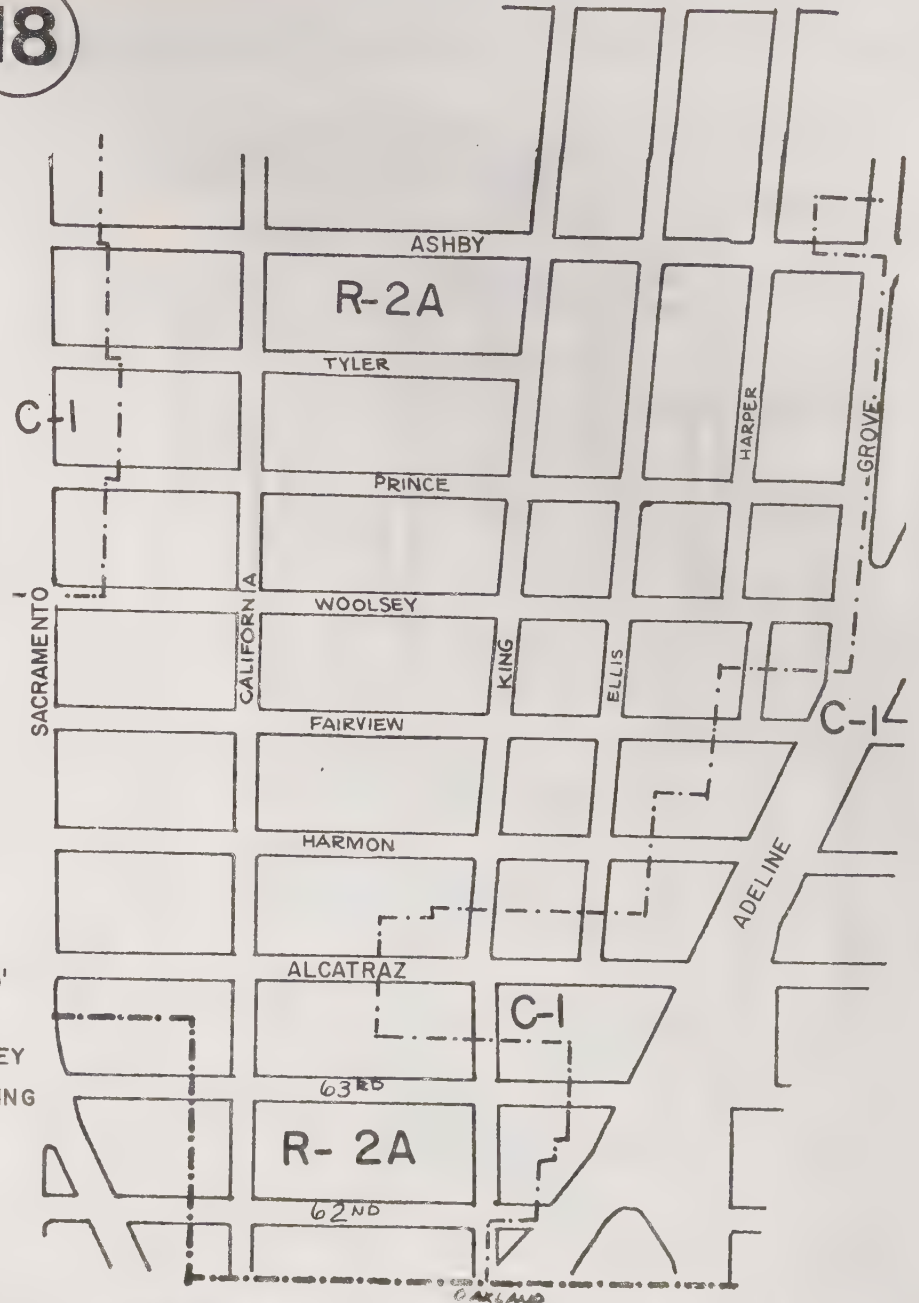 18
ASHBY
R-2A
TYLER
C-1
HARPER
GROVE
PRINCE
SACRAMENTO
CALIFORNIA
WOOLSEY
KING
ELLIS
FAIRVIEW
C-1
HARMON
ADELINE
ALCATRAZ
C-1
EY
63RD
NG
R-2A
62ND
OAKLAND